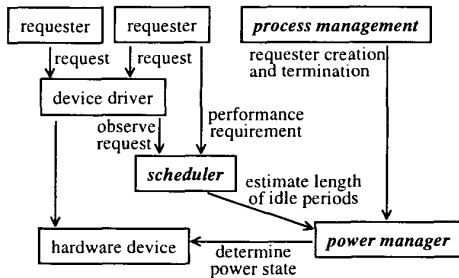 requester
requester
process management
request
request
requester creation
and termination
device driver
observe
request
performance
requirement
scheduler
estimate length
of idle periods
hardware device
determine
power state
power manager